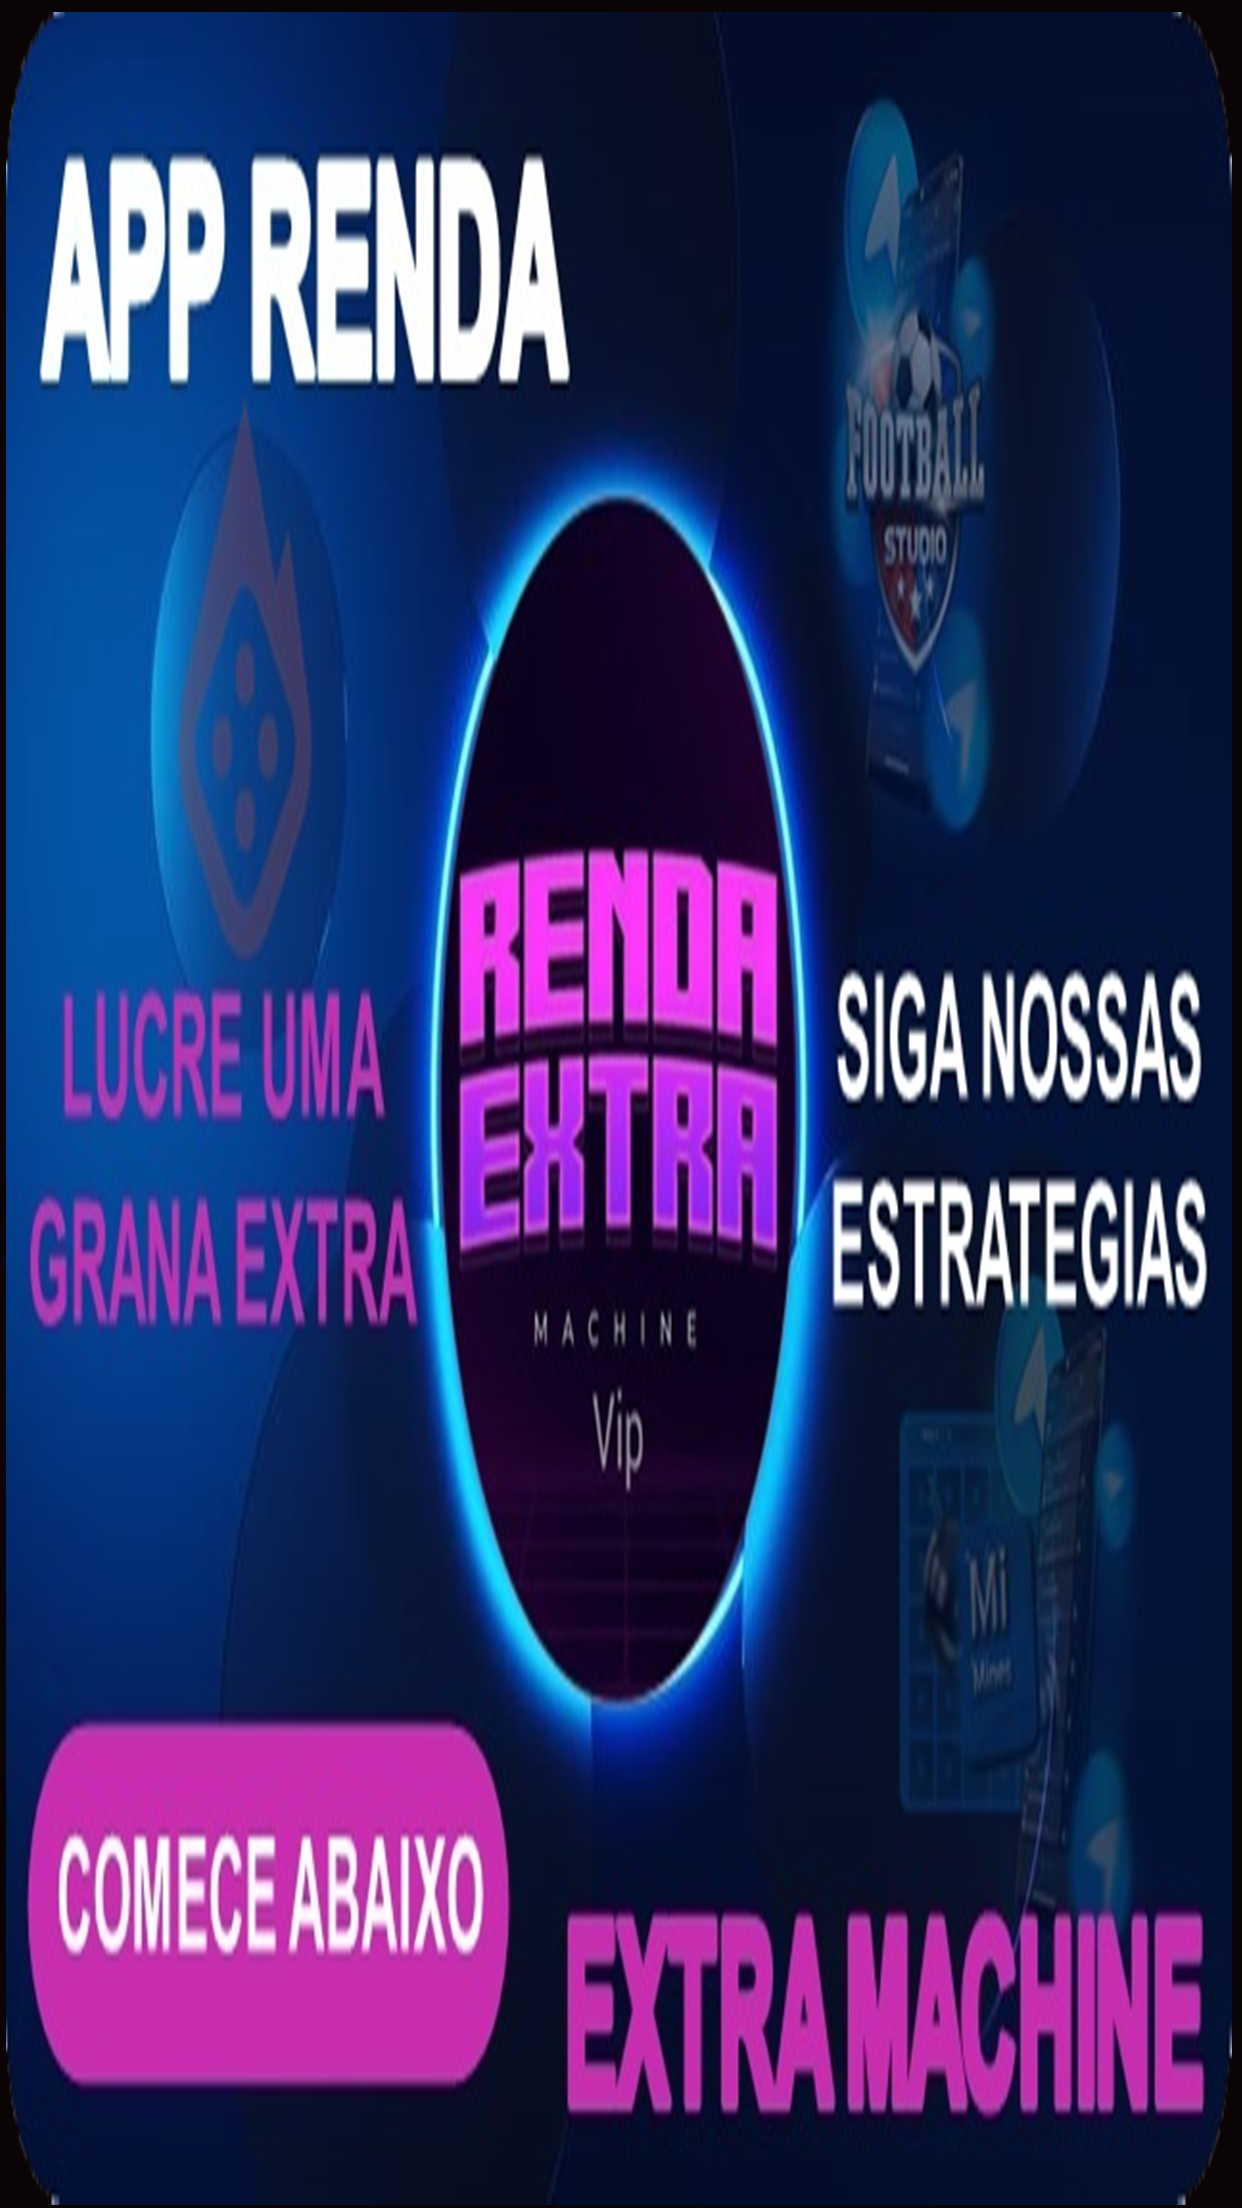 APP RENDA
FOOTBALL
STUDIO
RENDA
EXTRA
MACHINE
Vip
LUCRE UMA
GRANA EXTRA
SIGA NOSSAS
ESTRATEGIAS
Mi
Mines
COMECE ABAIXO
EXTRA MACHINE